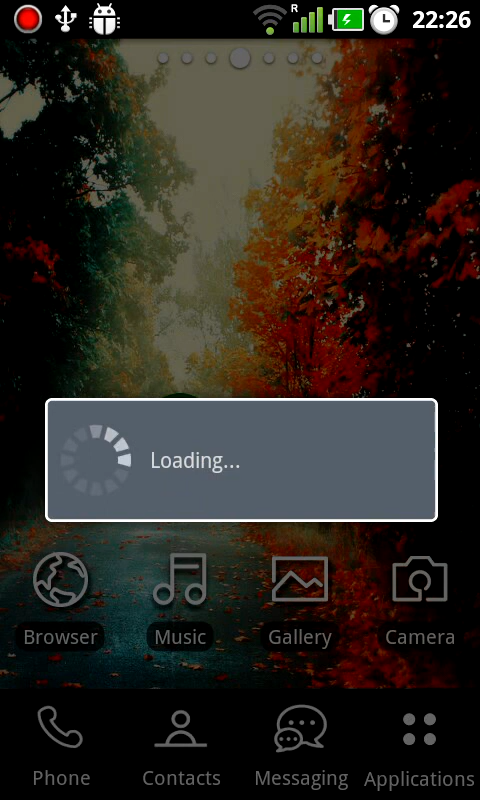 R
22:26
Loading...
Browser Music Gallery Camera
Phone Contacts Messaging Applications